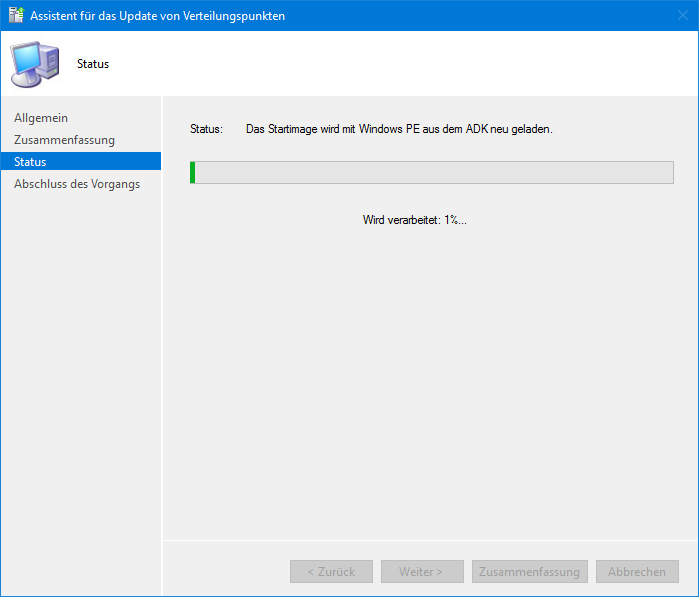 Assistent für das Update von Verteilungspunkten
Status
Allgemein
Zusammenfassung
Status
Abschluss des Vorgangs
Status: Das Startimage wird mit Windows PE aus dem ADK neu geladen.
Wird verarbeitet: 1%...
< Zurück Weiter > Zusammenfassung Abbrechen